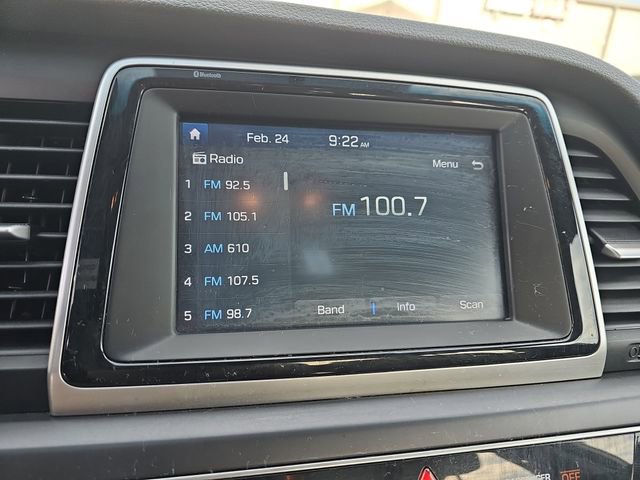 Bluetooth
Feb. 24 9:22 AM
Radio
Menu
1 FM 92.5
2 FM 105.1
3 AM 610
4 FM 107.5
5 FM 98.7
FM 100.7
Band Info Scan
OFF